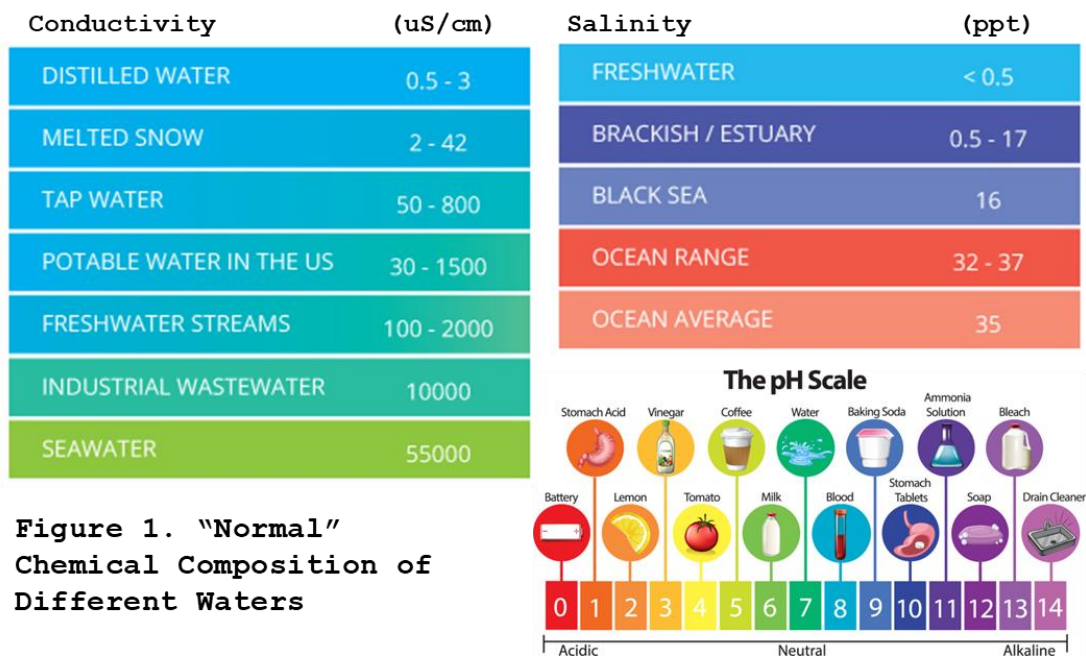 Conductivity (uS/cm)
DISTILLED WATER 0.5 - 3
MELTED SNOW 2 - 42
TAP WATER 50 - 800
POTABLE WATER IN THE US 30 - 1500
FRESHWATER STREAMS 100 - 2000
INDUSTRIAL WASTEWATER 10000
SEAWATER 55000
Salinity (ppt)
FRESHWATER < 0.5
BRACKISH / ESTUARY 0.5 - 17
BLACK SEA 16
OCEAN RANGE 32 - 37
OCEAN AVERAGE 35
The pH Scale
Stomach Acid Vinegar Coffee Water Baking Soda Ammonia
Solution Bleach
Battery Lemon Tomato Milk Blood Stomach
Tablets Soap Drain Cleaner
0 1 2 3 4 5 6 7 8 9 10 11 12 13 14
Acidic Neutral Alkaline
Figure 1. “Normal”
Chemical Composition of
Different Waters